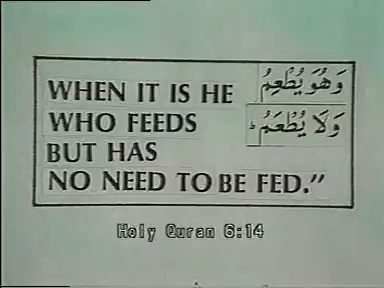 WHEN IT IS HE
WHO FEEDS
BUT HAS
NO NEED TO BE FED."
وَهُوَ يُطْعِمُ
وَلَا يُطْعَمُ ط
Holy Quran 6:14